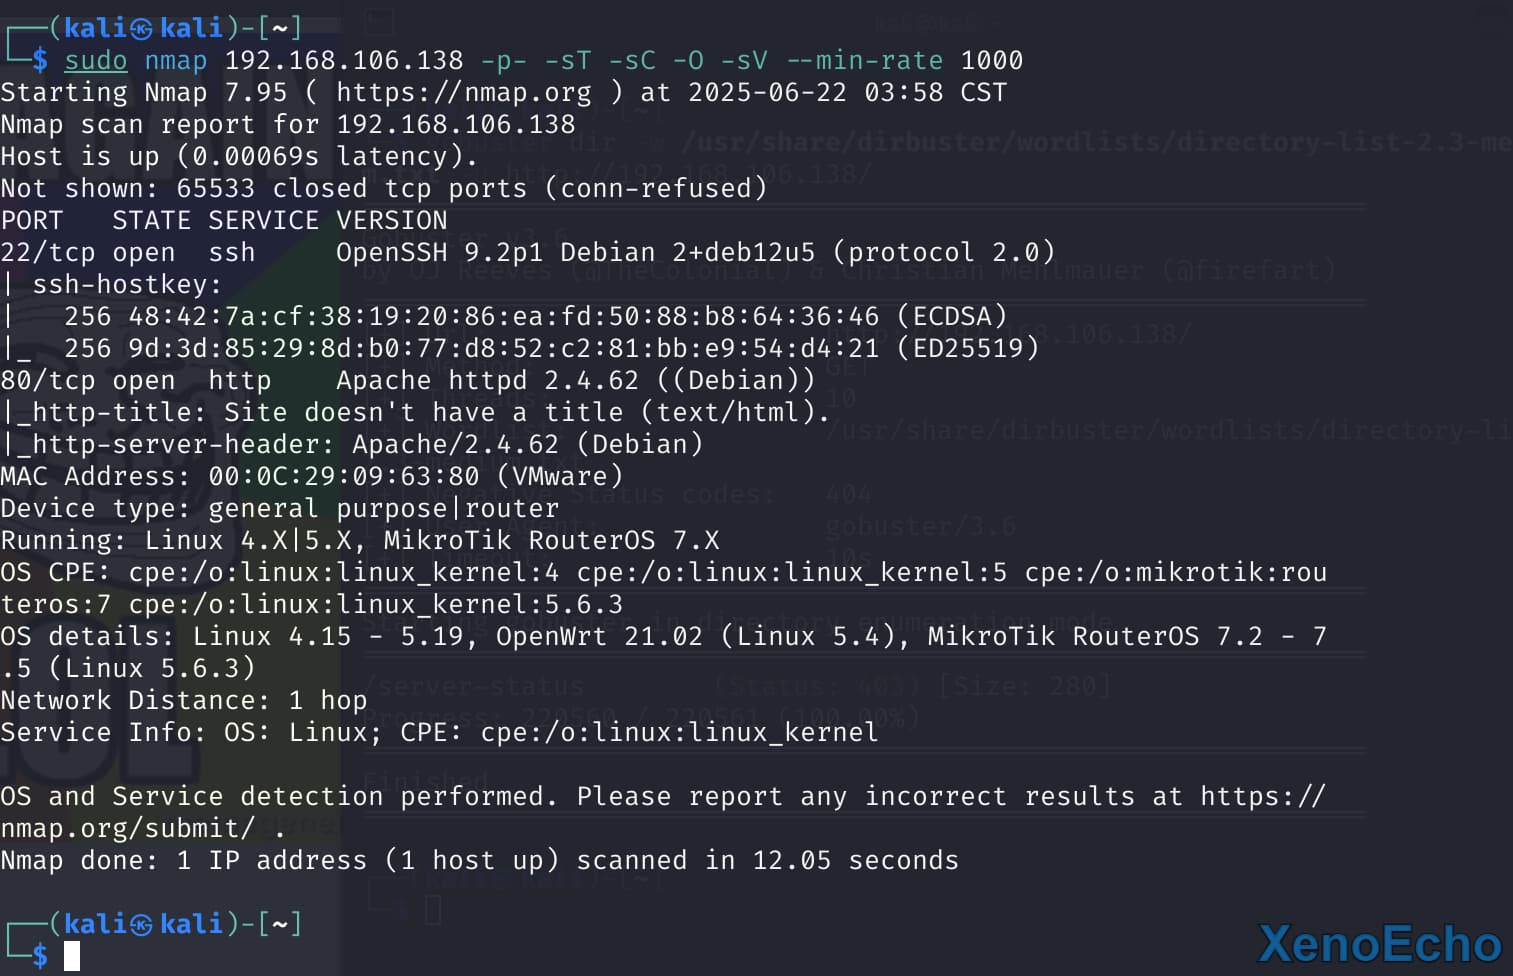 ┌──(kali㉿kali)-[~]
└─$ sudo nmap 192.168.106.138 -p- -sT -sC -O -sV --min-rate 1000
Starting Nmap 7.95 ( https://nmap.org ) at 2025-06-22 03:58 CST
Nmap scan report for 192.168.106.138
Host is up (0.00069s latency).
Not shown: 65533 closed tcp ports (conn-refused)
PORT   STATE SERVICE VERSION
22/tcp open  ssh     OpenSSH 9.2p1 Debian 2+deb12u5 (protocol 2.0)
| ssh-hostkey:
|   256 48:42:7a:cf:38:19:20:86:ea:fd:50:88:b8:64:36:46 (ECDSA)
|_  256 9d:3d:85:29:8d:b0:77:d8:52:c2:81:bb:e9:54:d4:21 (ED25519)
80/tcp open  http    Apache httpd 2.4.62 ((Debian))
|_http-title: Site doesn't have a title (text/html).
|_http-server-header: Apache/2.4.62 (Debian)
MAC Address: 00:0C:29:09:63:80 (VMware)
Device type: general purpose|router
Running: Linux 4.X|5.X, MikroTik RouterOS 7.X
OS CPE: cpe:/o:linux:linux_kernel:4 cpe:/o:linux:linux_kernel:5 cpe:/o:mikrotik:rou
teros:7 cpe:/o:linux:linux_kernel:5.6.3
OS details: Linux 4.15 - 5.19, OpenWrt 21.02 (Linux 5.4), MikroTik RouterOS 7.2 - 7
.5 (Linux 5.6.3)
Network Distance: 1 hop
Service Info: OS: Linux; CPE: cpe:/o:linux:linux_kernel
OS and Service detection performed. Please report any incorrect results at https://
nmap.org/submit/ .
Nmap done: 1 IP address (1 host up) scanned in 12.05 seconds
┌──(kali㉿kali)-[~]
└─$
XenoEcho